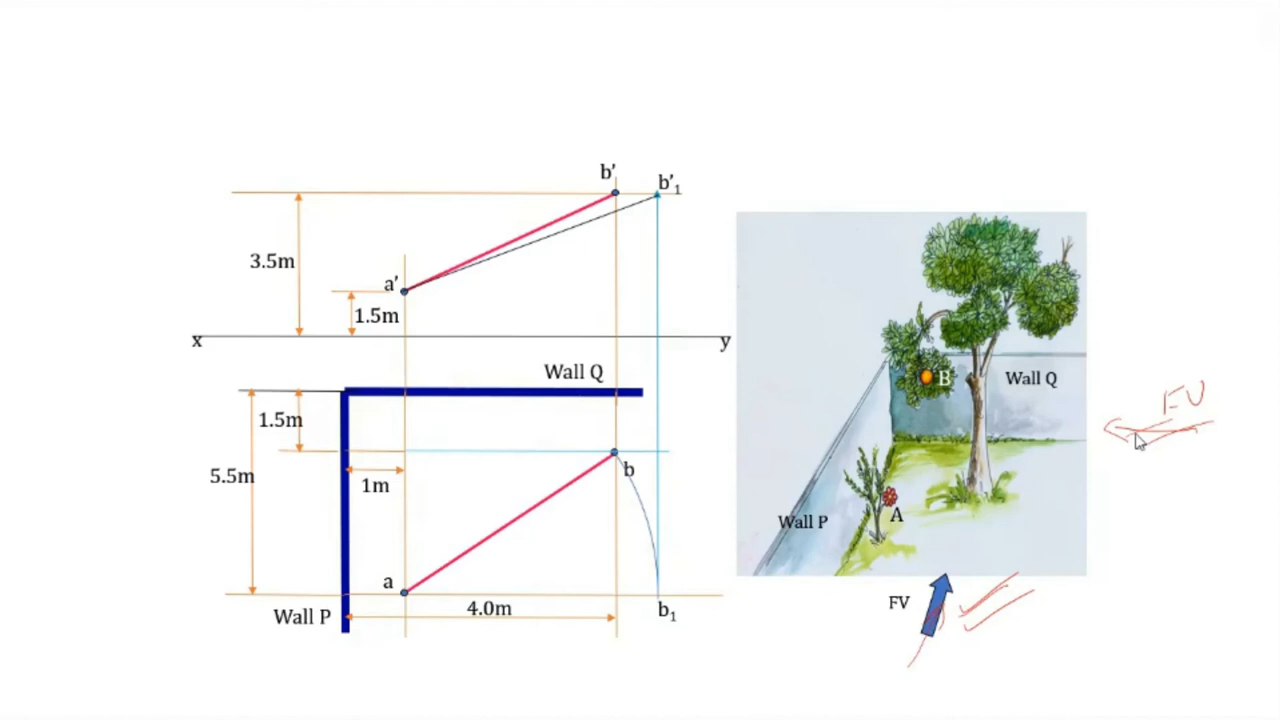 b′
b′₁
3.5m
a′
1.5m
x
y
Wall Q
1.5m
5.5m
1m
b
a
4.0m
Wall P
b₁
B
Wall Q
A
Wall P
FV
FV